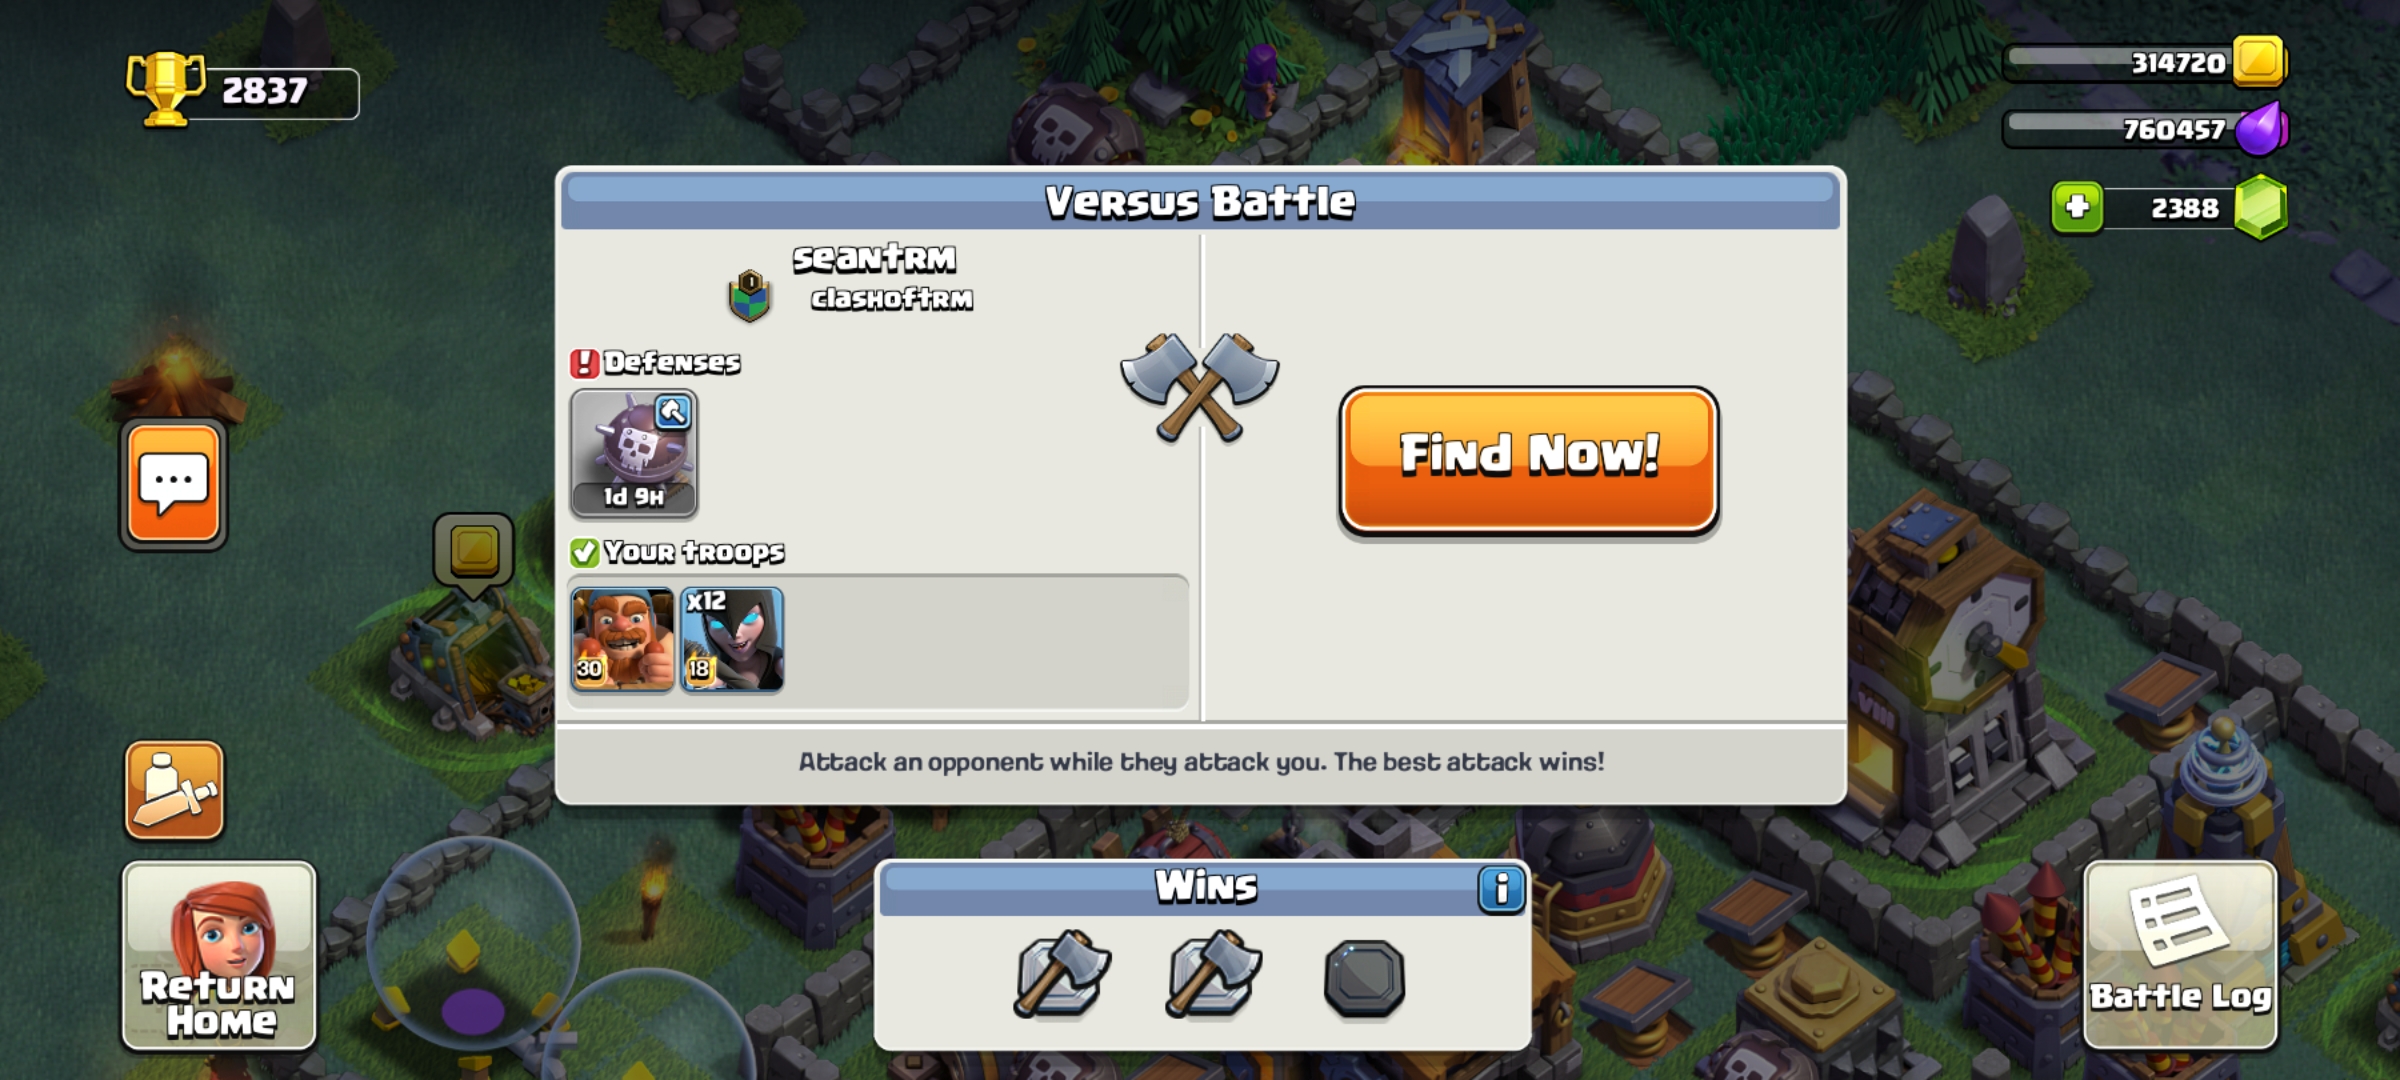 2837
314720
760457
2388
Versus Battle
seantrm
clashoftrm
Defenses
1d 9H
Your troops
30
x12
18
Find Now!
Attack an opponent while they attack you. The best attack wins!
VIII
Wins
Return
Home
Battle Log